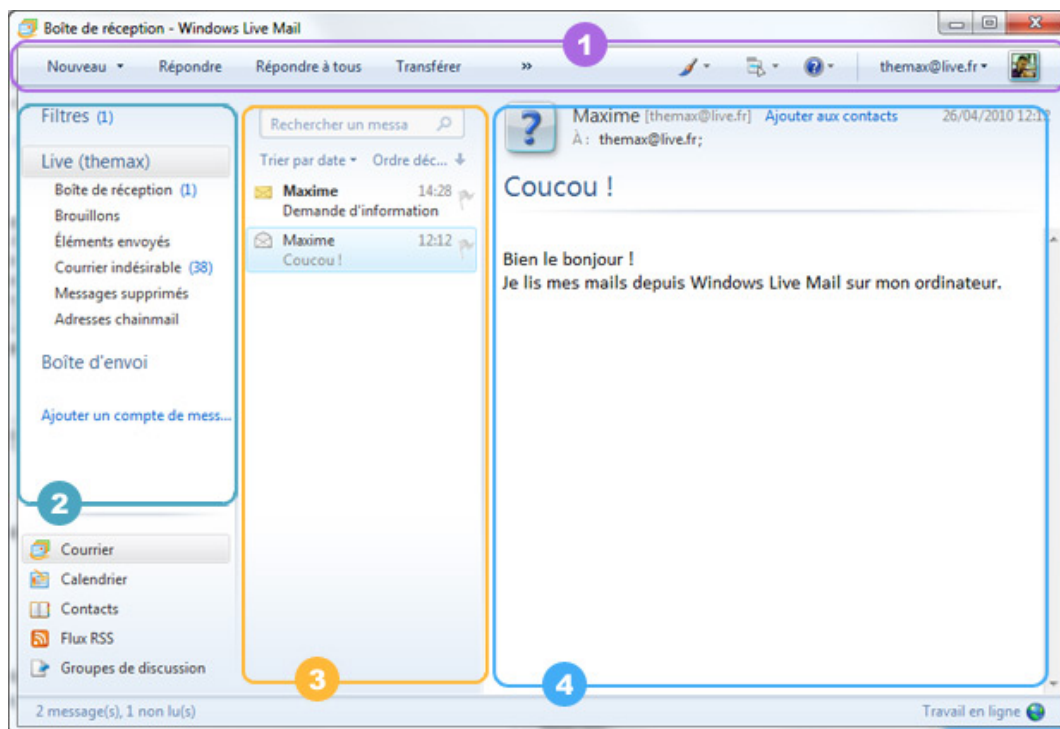 Boîte de réception - Windows Live Mail
1
Nouveau Répondre Répondre à tous Transférer » themax@live.fr
Filtres (1)
Live (themax)
Boîte de réception (1)
Brouillons
Éléments envoyés
Courrier indésirable (38)
Messages supprimés
Adresses chainmail
Boîte d'envoi
Ajouter un compte de mess...
2
Courrier
Calendrier
Contacts
Flux RSS
Groupes de discussion
Rechercher un messa
Trier par date Ordre déc...
Maxime 14:28
Demande d'information
Maxime 12:12
Coucou !
3
Maxime [themax@live.fr] Ajouter aux contacts 26/04/2010 12:12
À : themax@live.fr;
Coucou !
Bien le bonjour !
Je lis mes mails depuis Windows Live Mail sur mon ordinateur.
4
2 message(s), 1 non lu(s) Travail en ligne